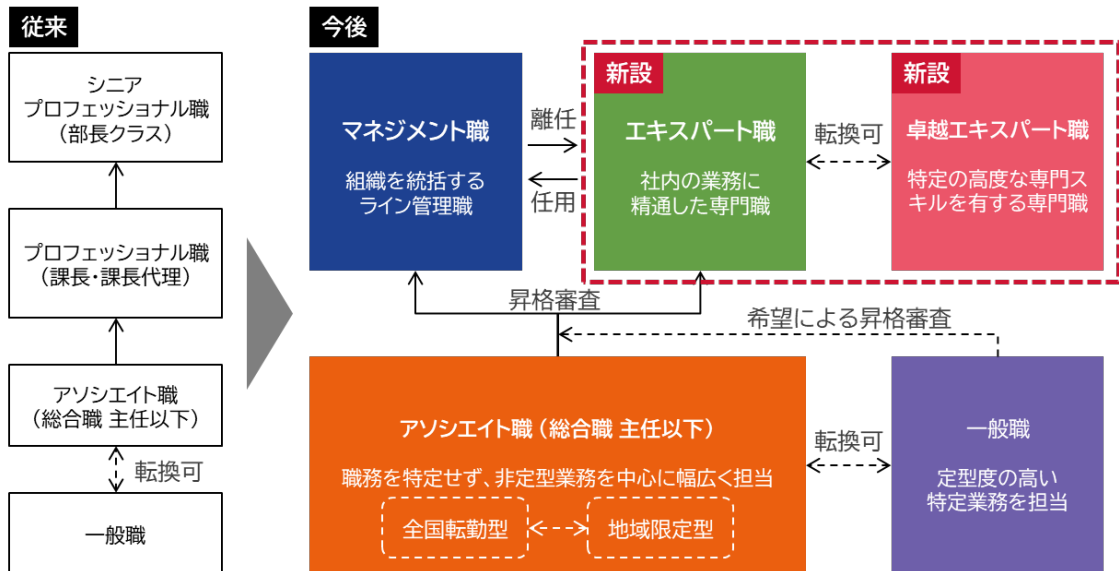 従来
シニア
プロフェッショナル職
（部長クラス）
プロフェッショナル職
（課長・課長代理）
アソシエイト職
（総合職 主任以下）
転換可
一般職
今後
マネジメント職
組織を統括する
ライン管理職
離任
任用
新設
エキスパート職
社内の業務に
精通した専門職
転換可
新設
卓越エキスパート職
特定の高度な専門ス
キルを有する専門職
昇格審査
希望による昇格審査
アソシエイト職（総合職 主任以下）
職務を特定せず、非定型業務を中心に幅広く担当
全国転勤型
地域限定型
転換可
一般職
定型度の高い
特定業務を担当